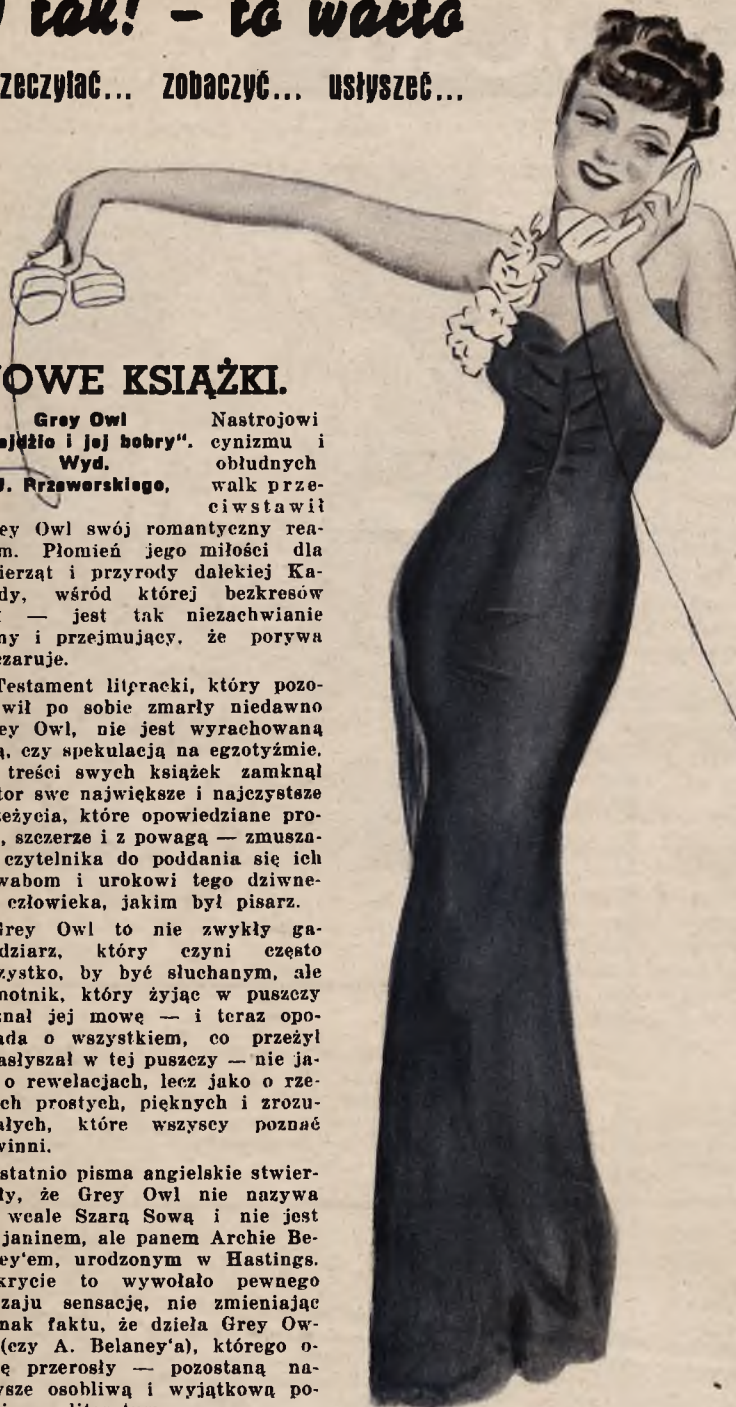 tak! – to warto
zeczytać... zobaczyć... usłyszeć...
OWE KSIĄŻKI.
Grey Owl
ejdżio i jej bobry".
Wyd.
J. Przeworskiego,
Nastrojowi
cynizmu i
obłudnych
walk prze-
ciwstawił
ey Owl swój romantyczny rea-
m. Płomień jego miłości dla
ierząt i przyrody dalekiej Ka-
dy, wśród której bezkresów
— jest tak niezachwianie
ny i przejmujący, że porywa
czaruje.
Testament literacki, który pozo-
wił po sobie zmarły niedawno
ey Owl, nie jest wyrachowaną
ą, czy spekulacją na egzotyźmie,
treści swych książek zamknął
tor swe największe i najczystsze
zeżycia, które opowiedziane pro-
, szczerze i z powagą — zmusza-
czytelnika do poddania się ich
wabom i urokowi tego dziwne-
człowieka, jakim był pisarz.
Grey Owl to nie zwykły ga-
dziarz, który czyni często
zystko, by być słuchanym, ale
motnik, który żyjąc w puszczy
znał jej mowę — i teraz opo-
ada o wszystkiem, co przeżył
asłyszał w tej puszczy — nie ja-
o rewelacjach, lecz jako o rze-
ch prostych, pięknych i zrozu-
ałych, które wszyscy poznać
winni.
statnio pisma angielskie stwier-
ły, że Grey Owl nie nazywa
wcale Szarą Sową i nie jest
janinem, ale panem Archie Be-
ey'em, urodzonym w Hastings.
krycie to wywołało pewnego
zaju sensację, nie zmieniając
nak faktu, że dzieła Grey Ow-
(czy A. Belaney'a), którego o-
ę przerosły — pozostaną na-
wsze osobliwą i wyjątkową po-